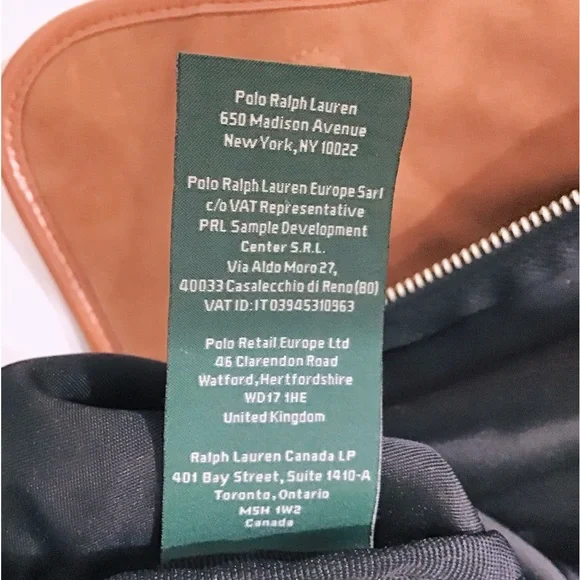 Polo Ralph Lauren
650 Madison Avenue
New York, NY 10022
Polo Ralph Lauren Europe Sarl
c/o VAT Representative
PRL Sample Development
Center S.R.L.
Via Aldo Moro 27,
40033 Casalecchio di Reno (BO)
VAT ID: IT03945310963
Polo Retail Europe Ltd
46 Clarendon Road
Watford, Hertfordshire
WD17 1HE
United Kingdom
Ralph Lauren Canada LP
401 Bay Street, Suite 1410-A
Toronto, Ontario
M5H 1W2
Canada